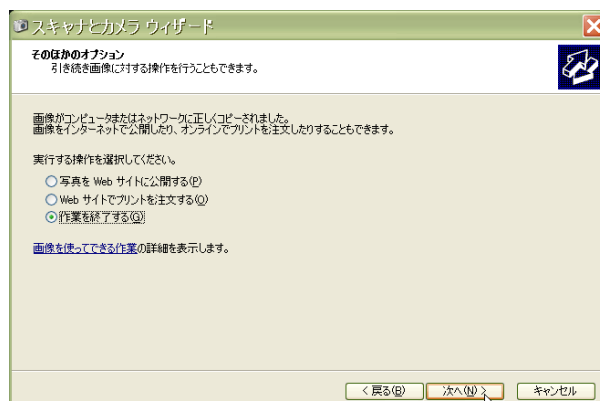 スキャナとカメラ ウィザード
そのほかのオプション
引き続き画像に対する操作を行うこともできます。
画像がコンピュータまたはネットワークに正しくコピーされました。
画像をインターネットで公開したり、オンラインでプリントを注文したりすることもできます。
実行する操作を選択してください。
写真を Web サイトに公開する(P)
Web サイトでプリントを注文する(O)
作業を終了する(G)
画像を使ってできる作業の詳細を表示します。
< 戻る(B)
次へ(N) >
キャンセル